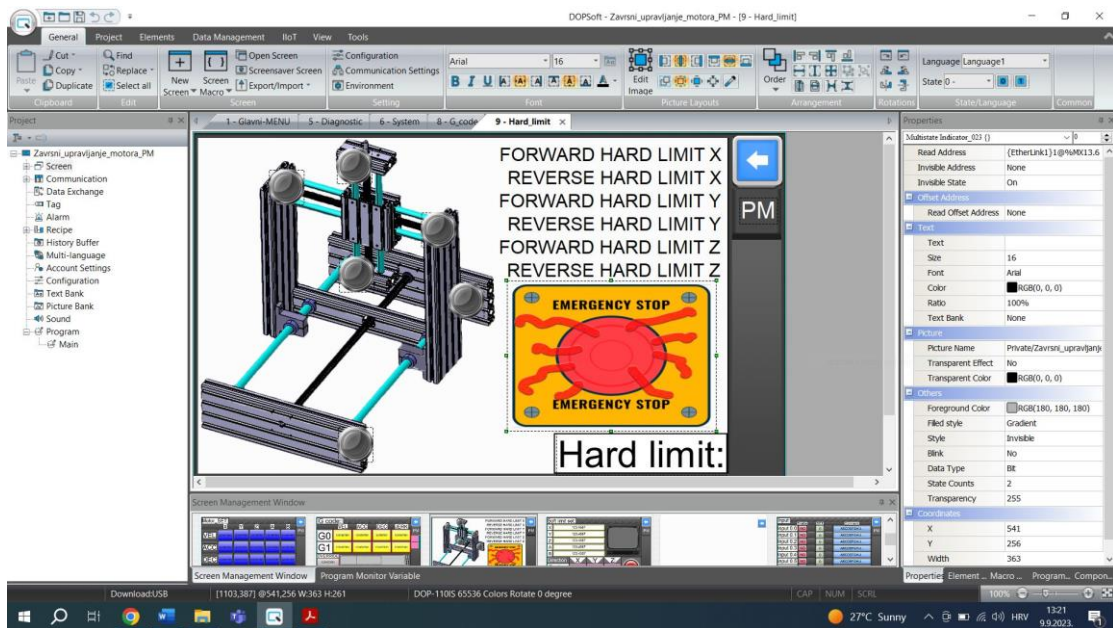 DOPSoft - Zavrsni_upravljanje_motora_PM - [9 - Hard_limit]
General Project Elements Data Management IIoT View Tools
Paste
Cut
Copy
Duplicate
Clipboard
Find
Replace
Select all
Edit
New Screen
Screen Macro
Open Screen
Screensaver Screen
Export/Import
Screen
Configuration
Communication Settings
Environment
Setting
Arial 16
B I U A A A A A A A
Font
Edit Image
Picture Layouts
Order
Arrangement
Rotations
Language Language1
State 0 -
State/Language
Common
Project
Zavrsni_upravljanje_motora_PM
Screen
Communication
Data Exchange
Tag
Alarm
Recipe
History Buffer
Multi-language
Account Settings
Configuration
Text Bank
Picture Bank
Sound
Program
Main
1 - Glavni-MENU 5 - Diagnostic 6 - System 8 - G_code 9 - Hard_limit
FORWARD HARD LIMIT X
REVERSE HARD LIMIT X
FORWARD HARD LIMIT Y
REVERSE HARD LIMIT Y
FORWARD HARD LIMIT Z
REVERSE HARD LIMIT Z
PM
EMERGENCY STOP
EMERGENCY STOP
Hard limit:
Properties
Multistate Indicator_023 {} 0
Read Address {EtherLink1}1@%MX13.6
Invisible Address None
Invisible State On
Offset Address
Read Offset Address None
Text
Text
Size 16
Font Arial
Color RGB(0, 0, 0)
Ratio 100%
Text Bank None
Picture
Picture Name Private/Zavrsni_upravljanje
Transparent Effect No
Transparent Color RGB(0, 0, 0)
Others
Foreground Color RGB(180, 180, 180)
Filled style Gradient
Style Invisible
Blink No
Data Type Bit
State Counts 2
Transparency 255
Coordinates
X 541
Y 256
Width 363
Screen Management Window
VEL
ACC
DEC
G0
G1
Screen Management Window Program Monitor Variable
Properties Element ... Macro ... Program... Compon...
Download:USB [1103,387] @541,256 W:363 H:261 DOP-110IS 65536 Colors Rotate 0 degree CAP NUM SCRL 100%
27°C Sunny HRV 13:21
9.9.2023.